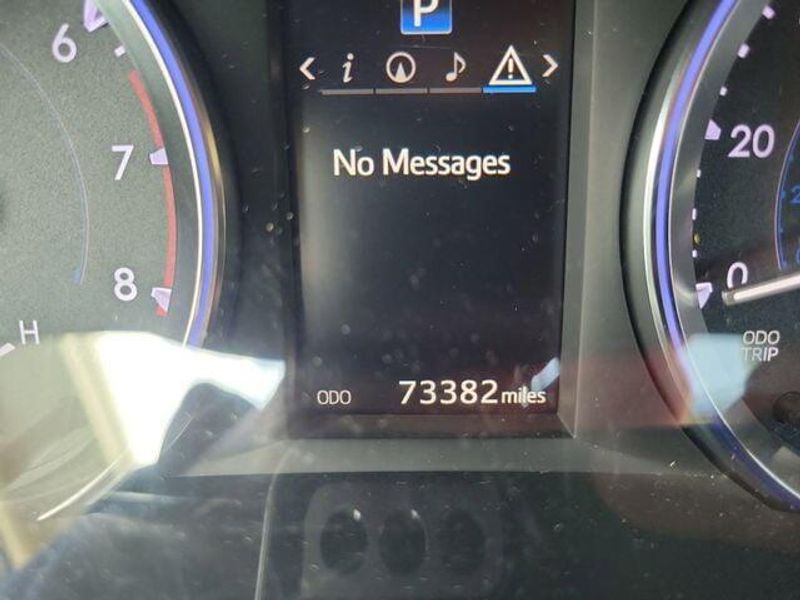 P
6
7
8
H
< i >
No Messages
ODO 73382 miles
20
0
ODO
TRIP